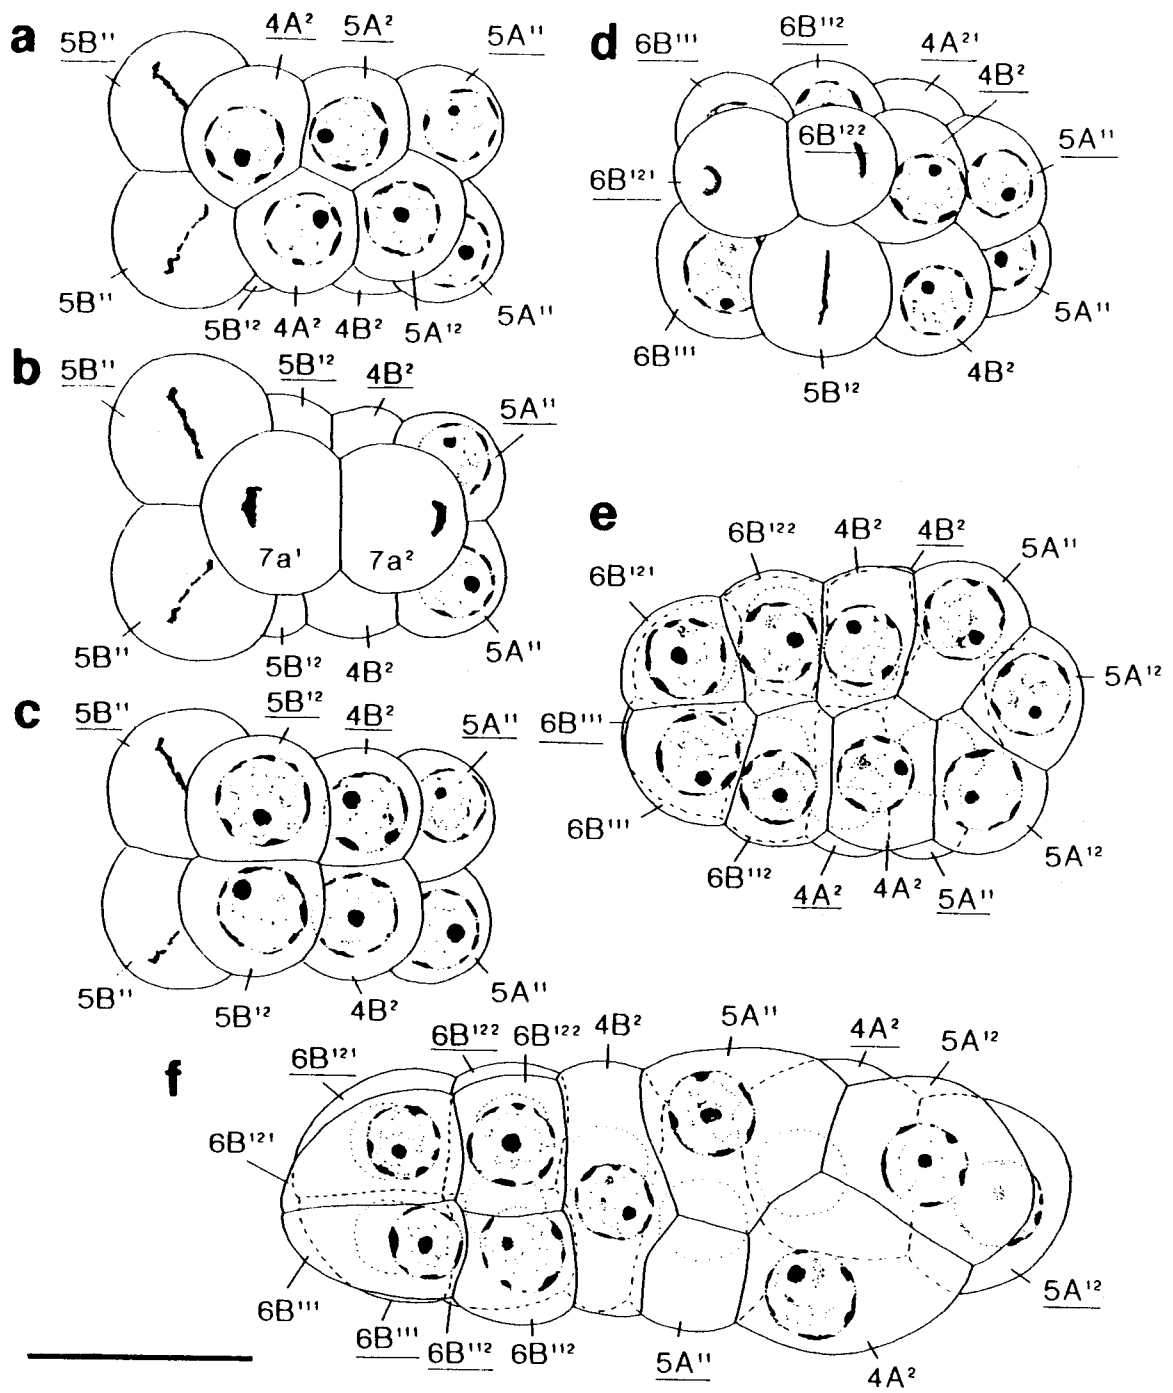 a
5B¹¹ 4A² 5A² 5A¹¹
5B¹¹ 5B¹² 4A² 4B² 5A¹² 5A¹¹
b
5B¹¹ 5B¹² 4B² 5A¹¹
7a¹ 7a²
5B¹¹ 5B¹² 4B² 5A¹¹
c
5B¹¹ 5B¹² 4B² 5A¹¹
5B¹¹ 5B¹² 4B² 5A¹¹
d
6B¹¹¹ 6B¹¹² 4A²¹ 4B²
6B¹²² 5A¹¹
6B¹²¹
6B¹¹¹ 5B¹² 4B² 5A¹¹
e
6B¹²¹ 6B¹²² 4B² 4B² 5A¹¹
5A¹²
6B¹¹¹
6B¹¹¹ 6B¹¹² 4A² 4A² 5A¹¹ 5A¹²
f
6B¹²¹ 6B¹²² 6B¹²² 4B² 5A¹¹ 4A² 5A¹²
6B¹²¹
6B¹¹¹ 6B¹¹¹ 6B¹¹² 6B¹¹² 5A¹¹ 4A² 5A¹²